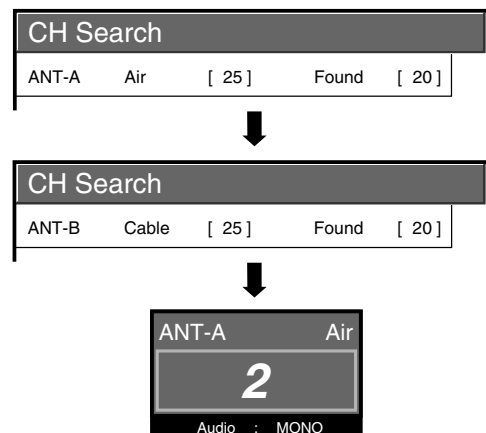 CH Search
ANT-A Air [ 25 ] Found [ 20 ]
CH Search
ANT-B Cable [ 25 ] Found [ 20 ]
ANT-A Air
2
Audio : MONO